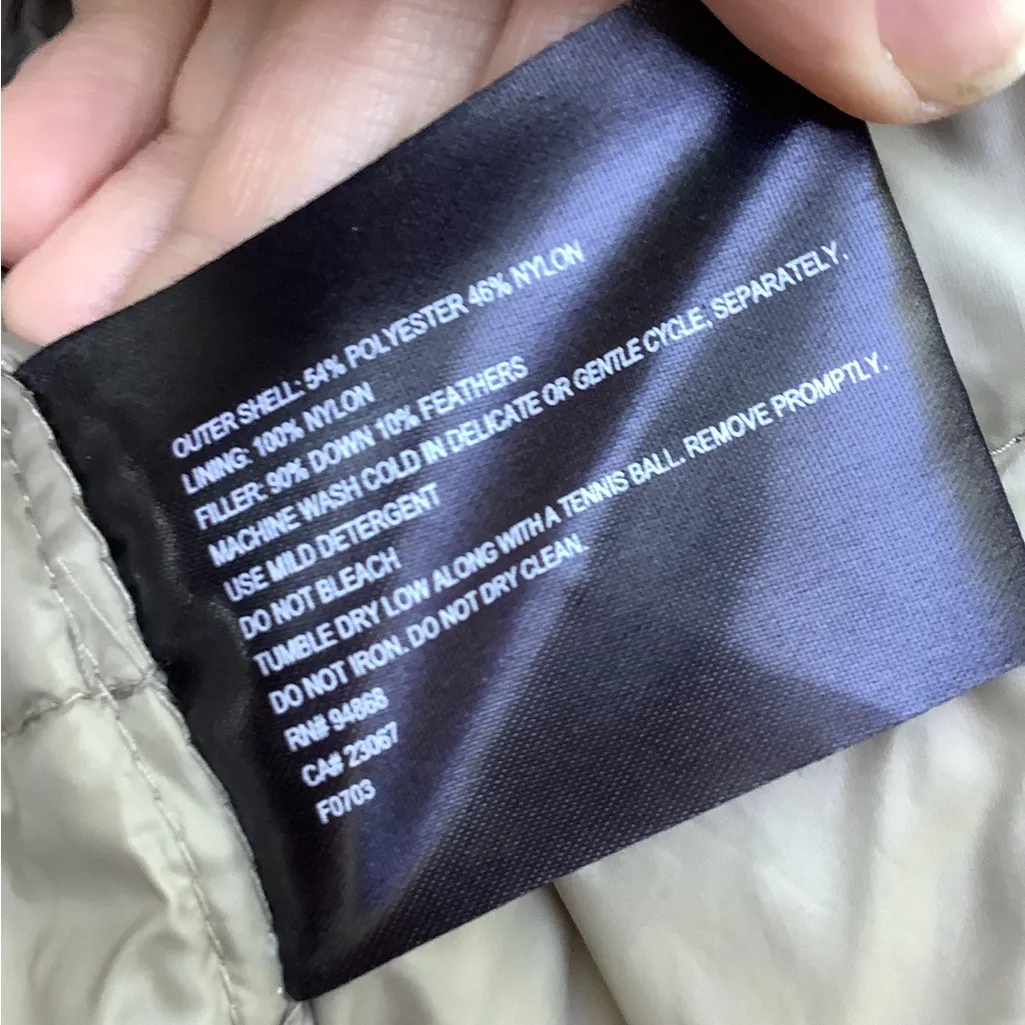 OUTER SHELL: 54% POLYESTER 46% NYLON
LINING: 100% NYLON
FILLER: 90% DOWN 10% FEATHERS
MACHINE WASH COLD IN DELICATE OR GENTLE CYCLE, SEPARATELY.
USE MILD DETERGENT
DO NOT BLEACH
TUMBLE DRY LOW ALONG WITH A TENNIS BALL. REMOVE PROMPTLY.
DO NOT IRON. DO NOT DRY CLEAN.
RN# 94868
CA# 23067
F0703